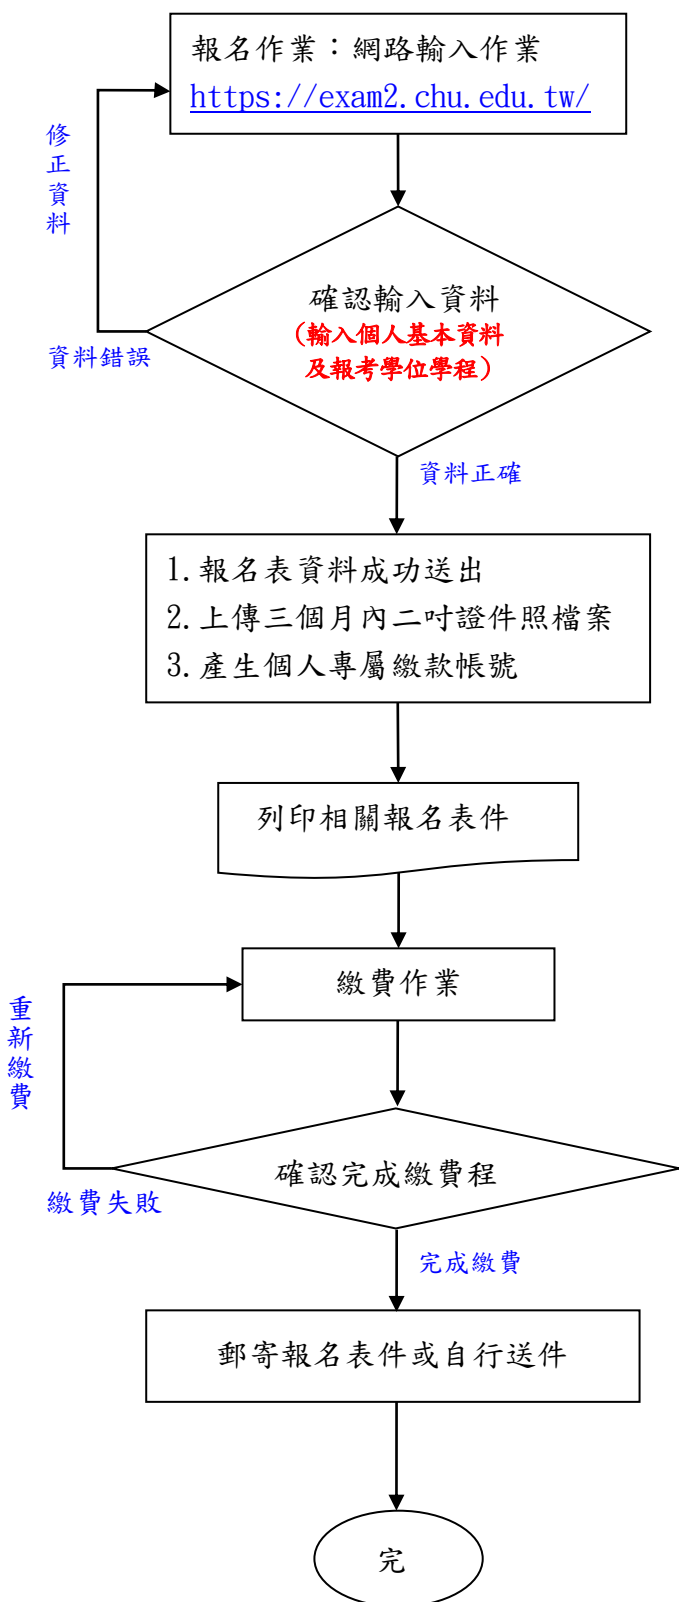 報名作業：網路輸入作業
https://exam2.chu.edu.tw/
修正資料
確認輸入資料
(輸入個人基本資料
及報考學位學程)
資料錯誤
資料正確
1.報名表資料成功送出
2.上傳三個月內二吋證件照檔案
3.產生個人專屬繳款帳號
列印相關報名表件
繳費作業
重新繳費
確認完成繳費程
繳費失敗
完成繳費
郵寄報名表件或自行送件
完